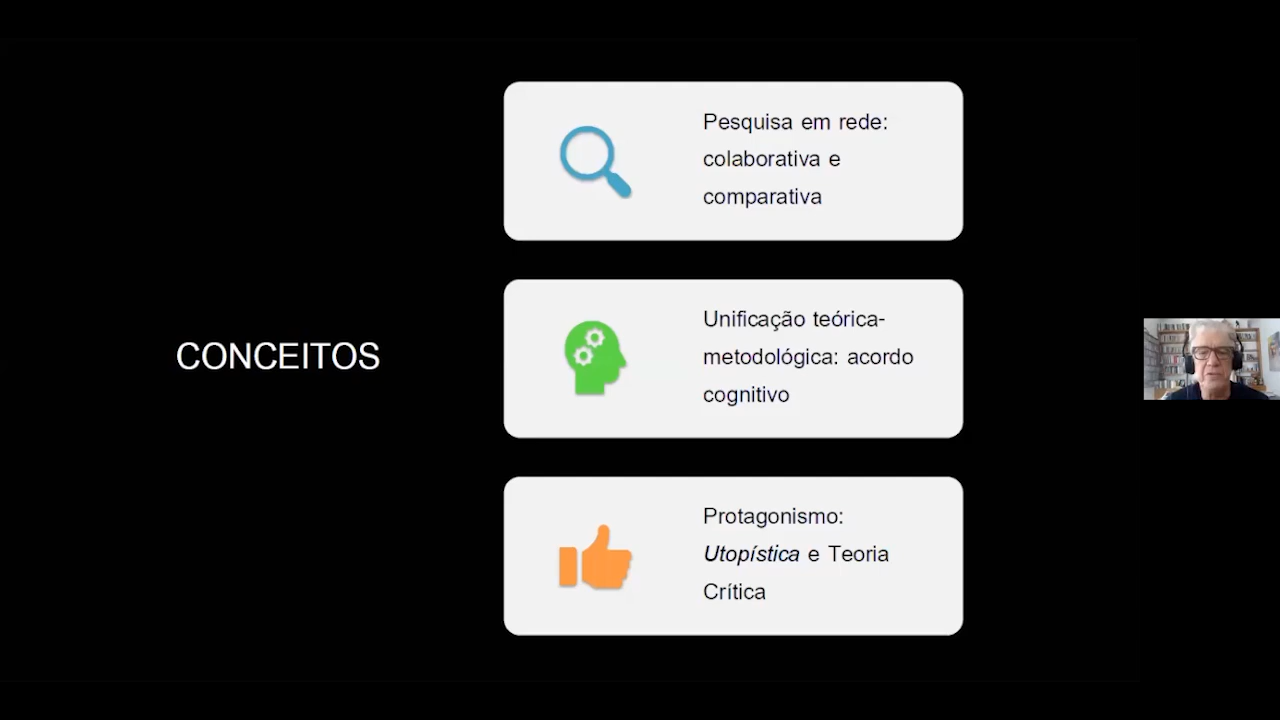 CONCEITOS
Pesquisa em rede:
colaborativa e
comparativa
Unificação teórica-
metodológica: acordo
cognitivo
Protagonismo:
Utopística e Teoria
Crítica